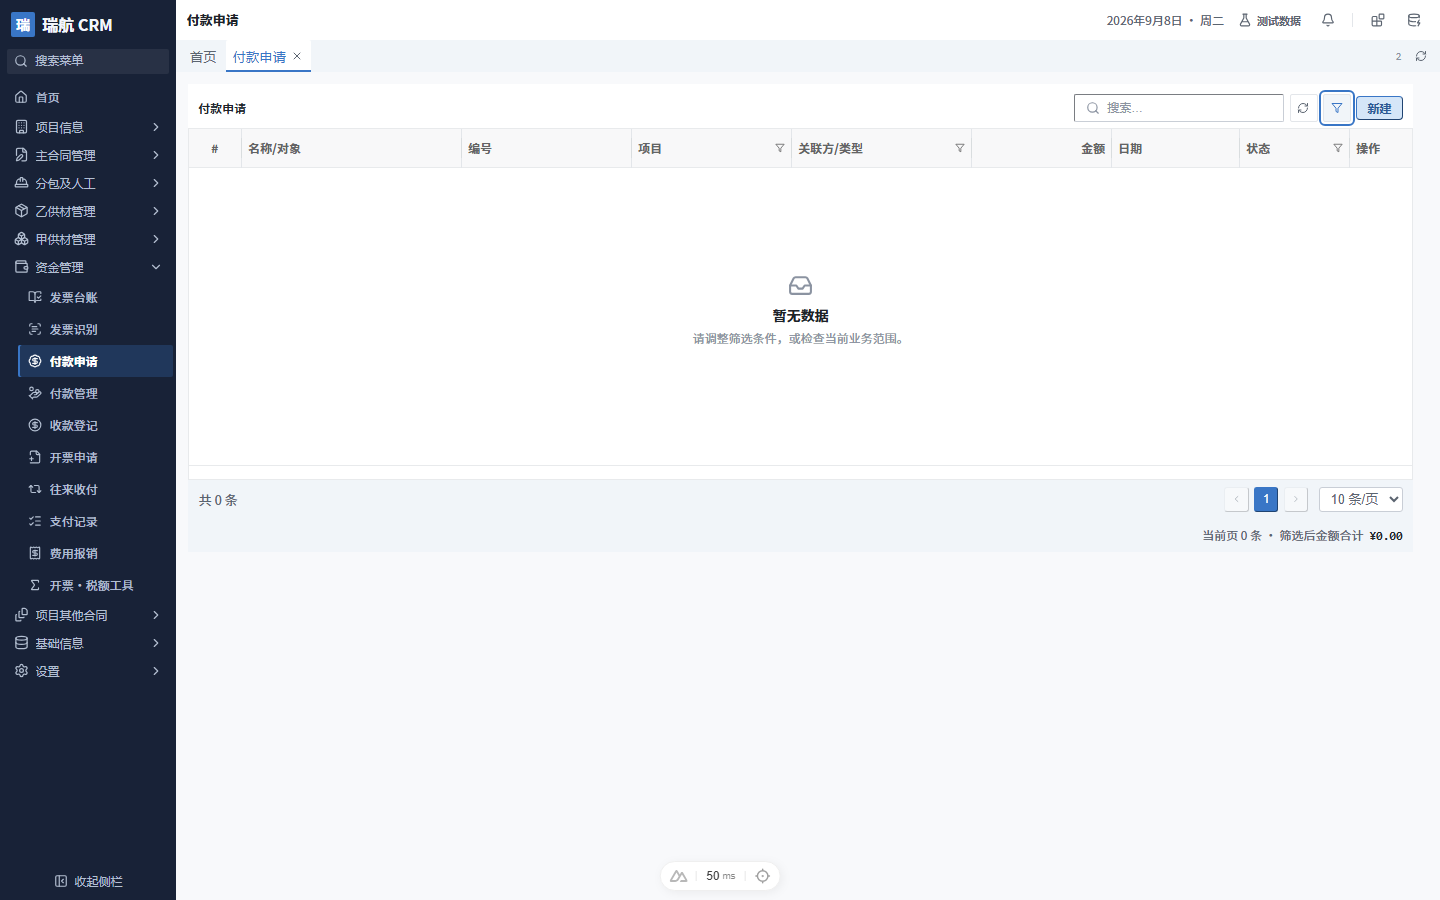 瑞 瑞航 CRM
搜索菜单
首页
项目信息
主合同管理
分包及人工
乙供材管理
甲供材管理
资金管理
发票台账
发票识别
付款申请
付款管理
收款登记
开票申请
往来收付
支付记录
费用报销
开票・税额工具
项目其他合同
基础信息
设置
收起侧栏
付款申请
2026年9月8日 • 周二 测试数据
首页 付款申请 2
付款申请
搜索... 新建
# 名称/对象 编号 项目 关联方/类型 金额 日期 状态 操作
暂无数据
请调整筛选条件，或检查当前业务范围。
共 0 条
1 10 条/页
当前页 0 条 • 筛选后金额合计 ¥0.00
50 ms